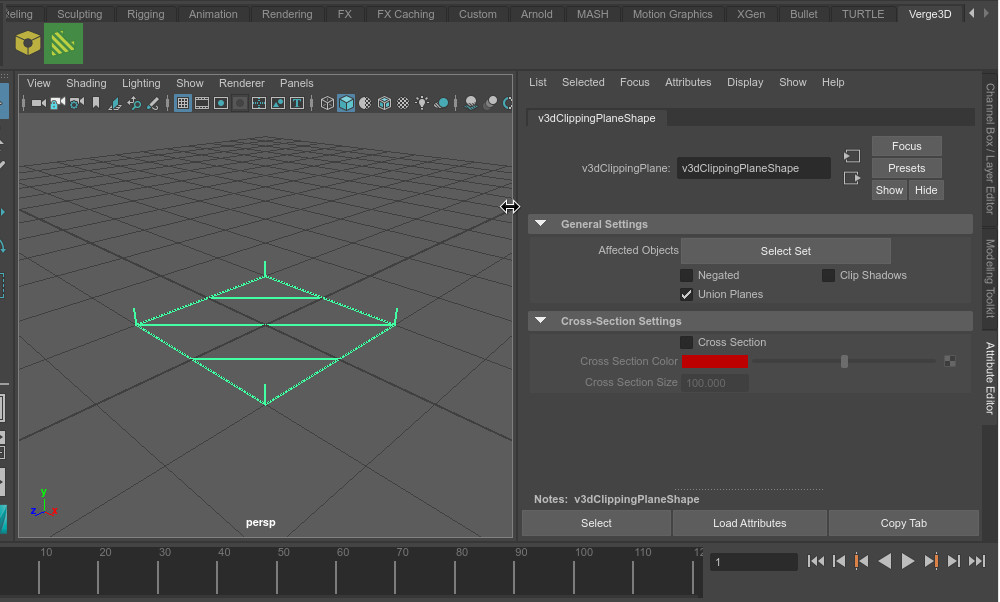 Sculpting Rigging Animation Rendering FX FX Caching Custom Arnold MASH Motion Graphics XGen Bullet TURTLE Verge3D
View Shading Lighting Show Renderer Panels
List Selected Focus Attributes Display Show Help
v3dClippingPlaneShape
Focus
v3dClippingPlane: v3dClippingPlaneShape
Presets
Show Hide
General Settings
Affected Objects Select Set
Negated Clip Shadows
Union Planes
Cross-Section Settings
Cross Section
Cross Section Color
Cross Section Size 100.000
Channel Box / Layer Editor
Modeling Toolkit
Attribute Editor
y
z x
persp
Notes: v3dClippingPlaneShape
Select Load Attributes Copy Tab
10 20 30 40 50 60 70 80 90 100 110
1